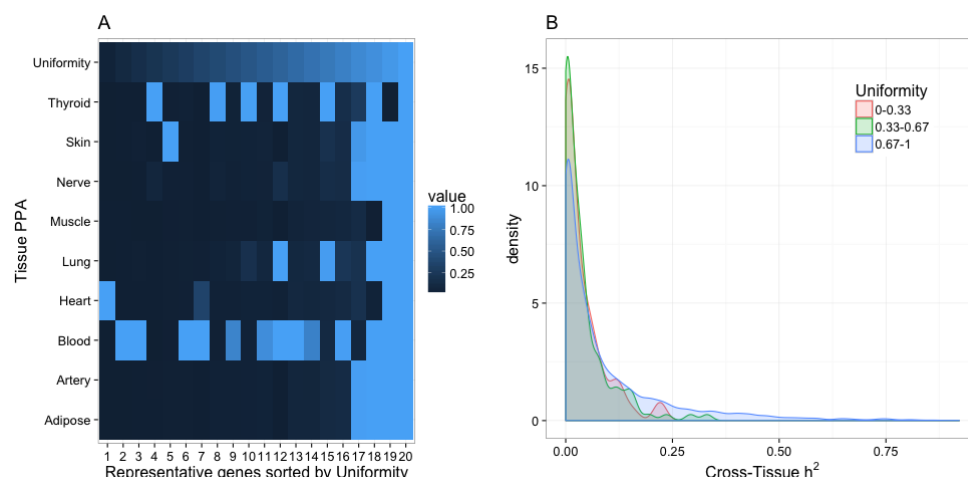 A
Uniformity
Thyroid
Skin
Nerve
Muscle
Lung
Heart
Blood
Artery
Adipose
Tissue PPA
1 2 3 4 5 6 7 8 9 10 11 12 13 14 15 16 17 18 19 20
Representative genes sorted by Uniformity
value
1.00
0.75
0.50
0.25
B
15
10
5
0
density
Uniformity
0-0.33
0.33-0.67
0.67-1
0.00 0.25 0.50 0.75
Cross-Tissue h²